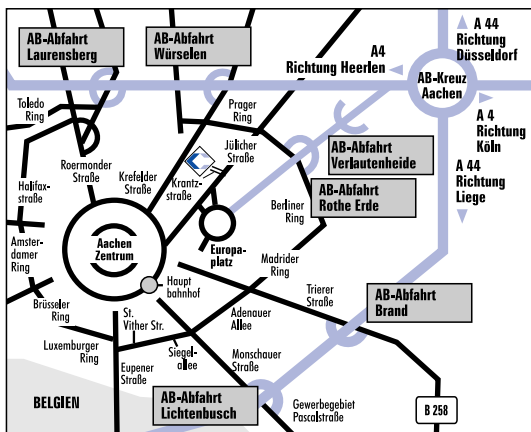 AB-Abfahrt
Laurensberg
AB-Abfahrt
Würselen
A4
Richtung Heerlen
A 44
Richtung
Düsseldorf
AB-Kreuz
Aachen
A 4
Richtung
Köln
A 44
Richtung
Liege
Toledo
Ring
Prager
Ring
Jülicher
Straße
Roermonder
Straße
Krefelder
Straße
Krantz-
straße
AB-Abfahrt
Verlautenheide
AB-Abfahrt
Rothe Erde
Halifax-
straße
Berliner
Ring
Aachen
Zentrum
Europa-
platz
Amster-
damer
Ring
Madrider
Ring
Haupt
bahnhof
Trierer
Straße
AB-Abfahrt
Brand
Brüsseler
Ring
St.
Vither Str.
Adenauer
Allee
Luxemburger
Ring
Siegel-
allee
Eupener
Straße
Monschauer
Straße
BELGIEN
AB-Abfahrt
Lichtenbusch
Gewerbegebiet
Pascalstraße
B 258